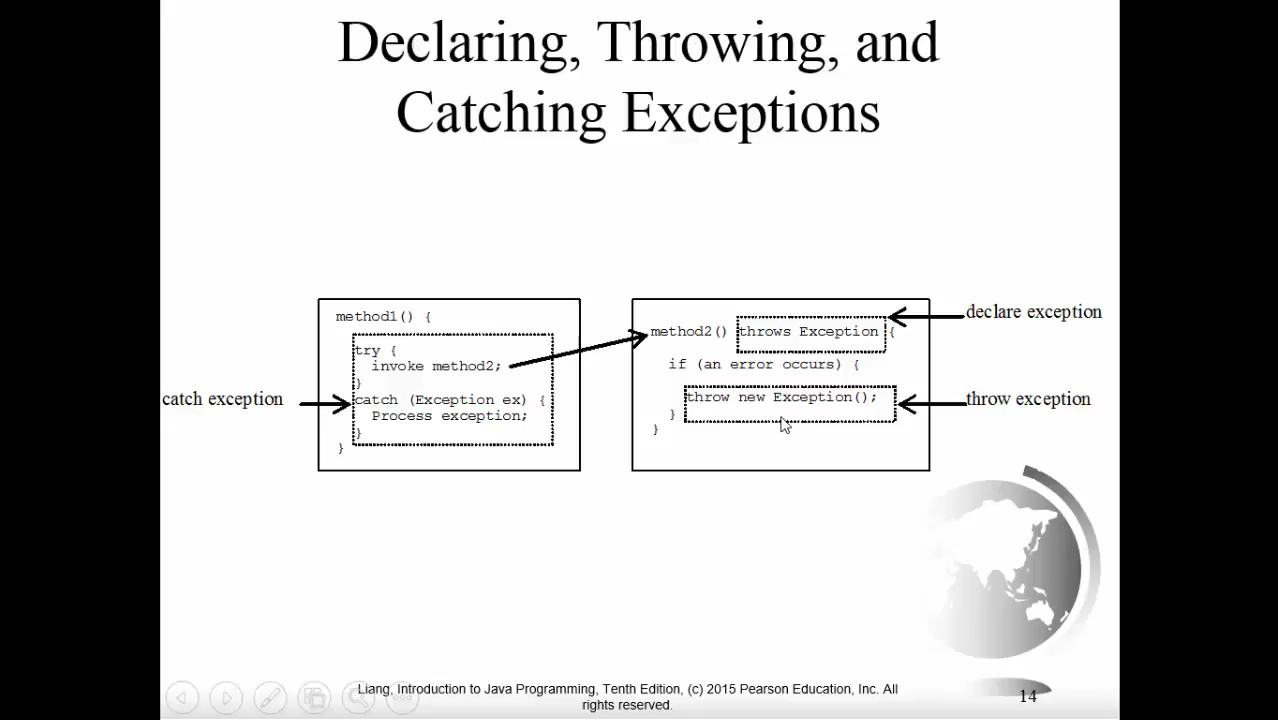 Declaring, Throwing, and
Catching Exceptions
method1() {
try {
invoke method2;
}
catch (Exception ex) {
Process exception;
}
}
catch exception
method2() throws Exception {
if (an error occurs) {
throw new Exception();
}
}
declare exception
throw exception
Liang, Introduction to Java Programming, Tenth Edition, (c) 2015 Pearson Education, Inc. All
rights reserved.
14